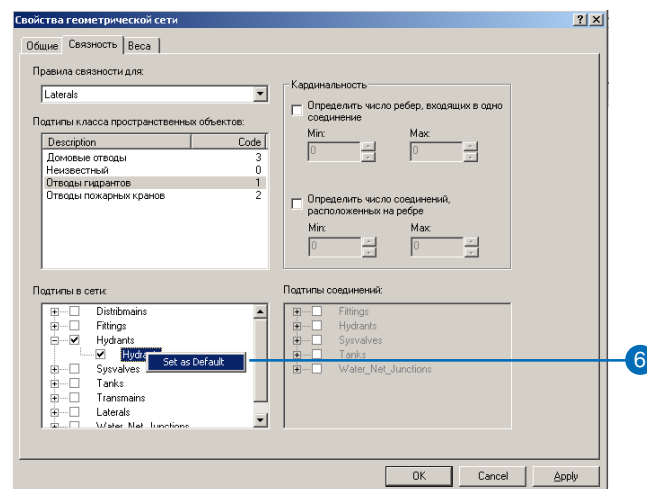 Свойства геометрической сети
Общие
Связность
Веса
Правила связности для:
Laterals
Подтипы класса пространственных объектов:
Description Code
Домовые отводы 3
Неизвестный 0
Отводы гидрантов 1
Отводы пожарных кранов 2
Кардинальность
Определить число ребер, входящих в одно
соединение
Min: Max:
0 0
Определить число соединений,
расположенных на ребре
Min: Max:
0 0
Подтипы в сети:
Distribmains
Fittings
Hydrants
Hydra
Set as Default
Sysvalves
Tanks
Transmains
Laterals
Water_Net_Junctions
Подтипы соединений:
Fittings
Hydrants
Sysvalves
Tanks
Water_Net_Junctions
6
OK
Cancel
Apply